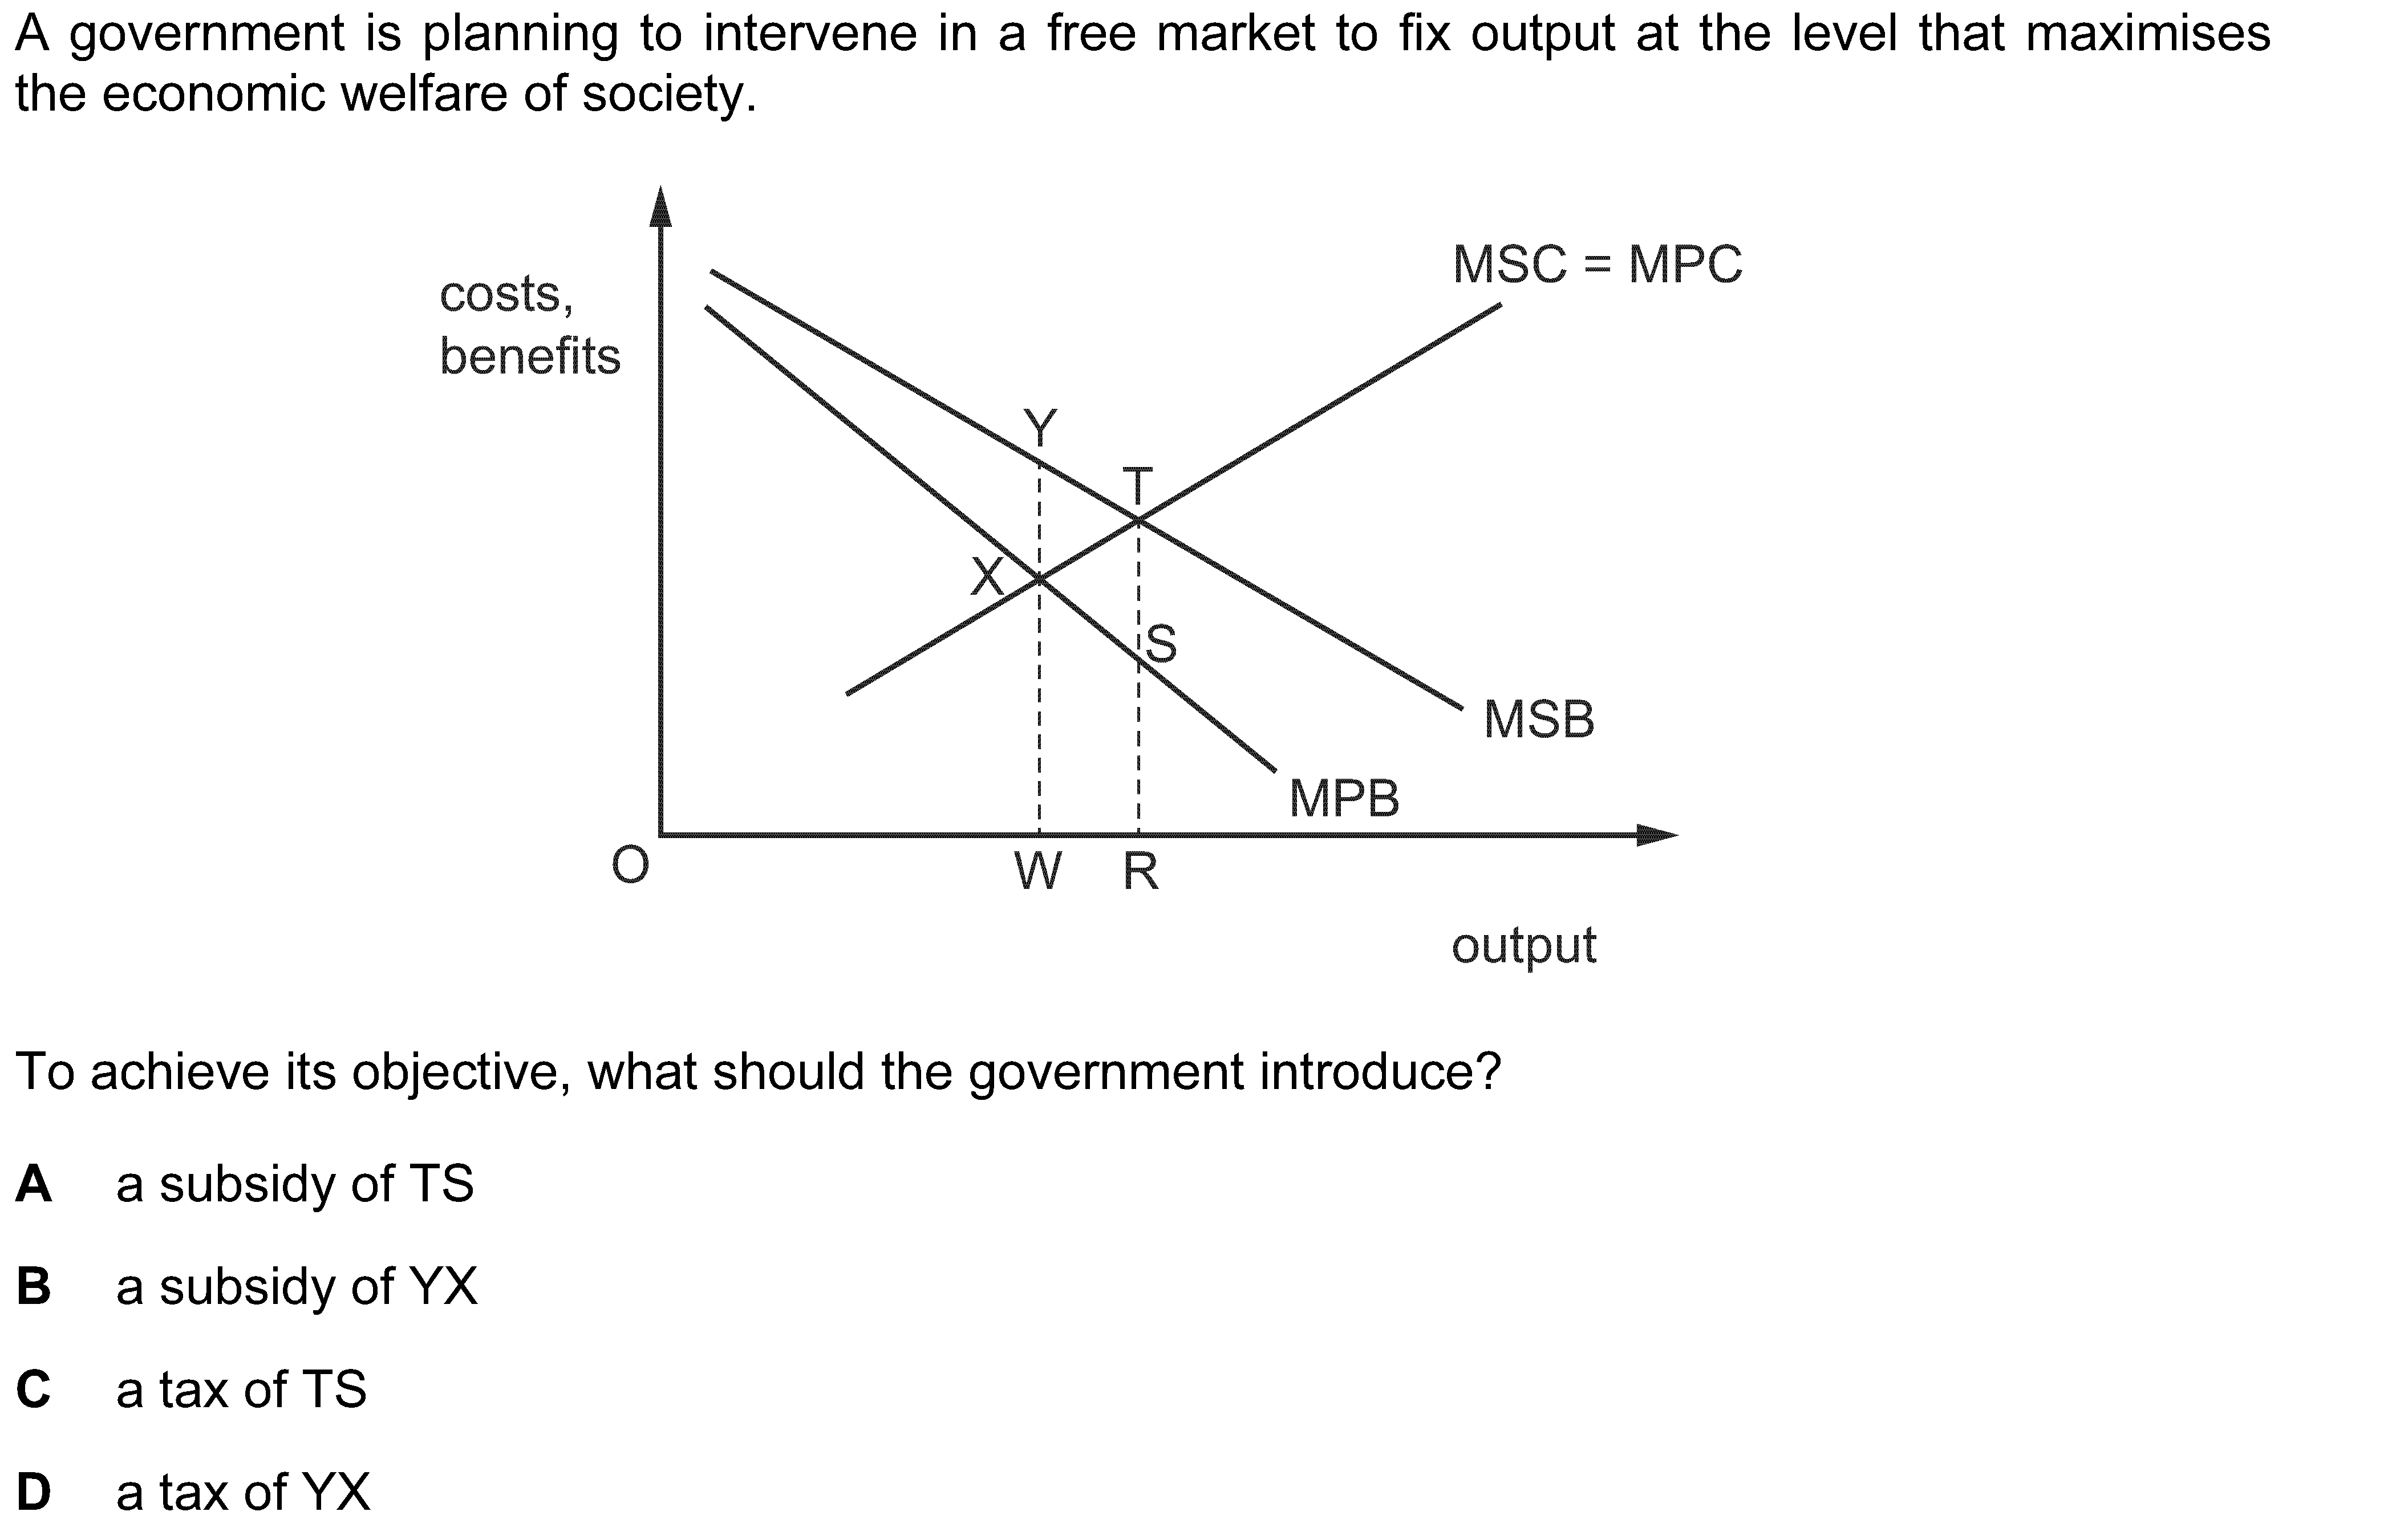 A government is planning to intervene in a free market to fix output at the level that maximises
the economic welfare of society.
costs,
benefits
MSC = MPC
Y
T
X
S
MSB
MPB
O
W
R
output
To achieve its objective, what should the government introduce?
A a subsidy of TS
B a subsidy of YX
C a tax of TS
D a tax of YX